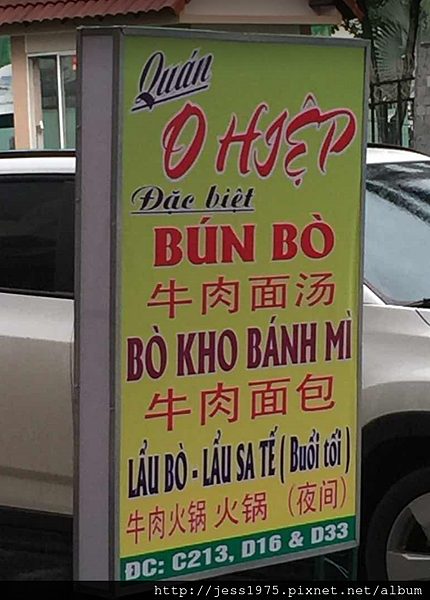 Quán
O HIỆP
Đặc biệt
BÚN BÒ
牛肉面汤
BÒ KHO BÁNH MÌ
牛肉面包
LẨU BÒ - LẨU SA TẾ ( Buổi tối )
牛肉火锅 火锅 （夜间）
ĐC: C213, D16 & D33
http://jess1975.pixnet.net/album